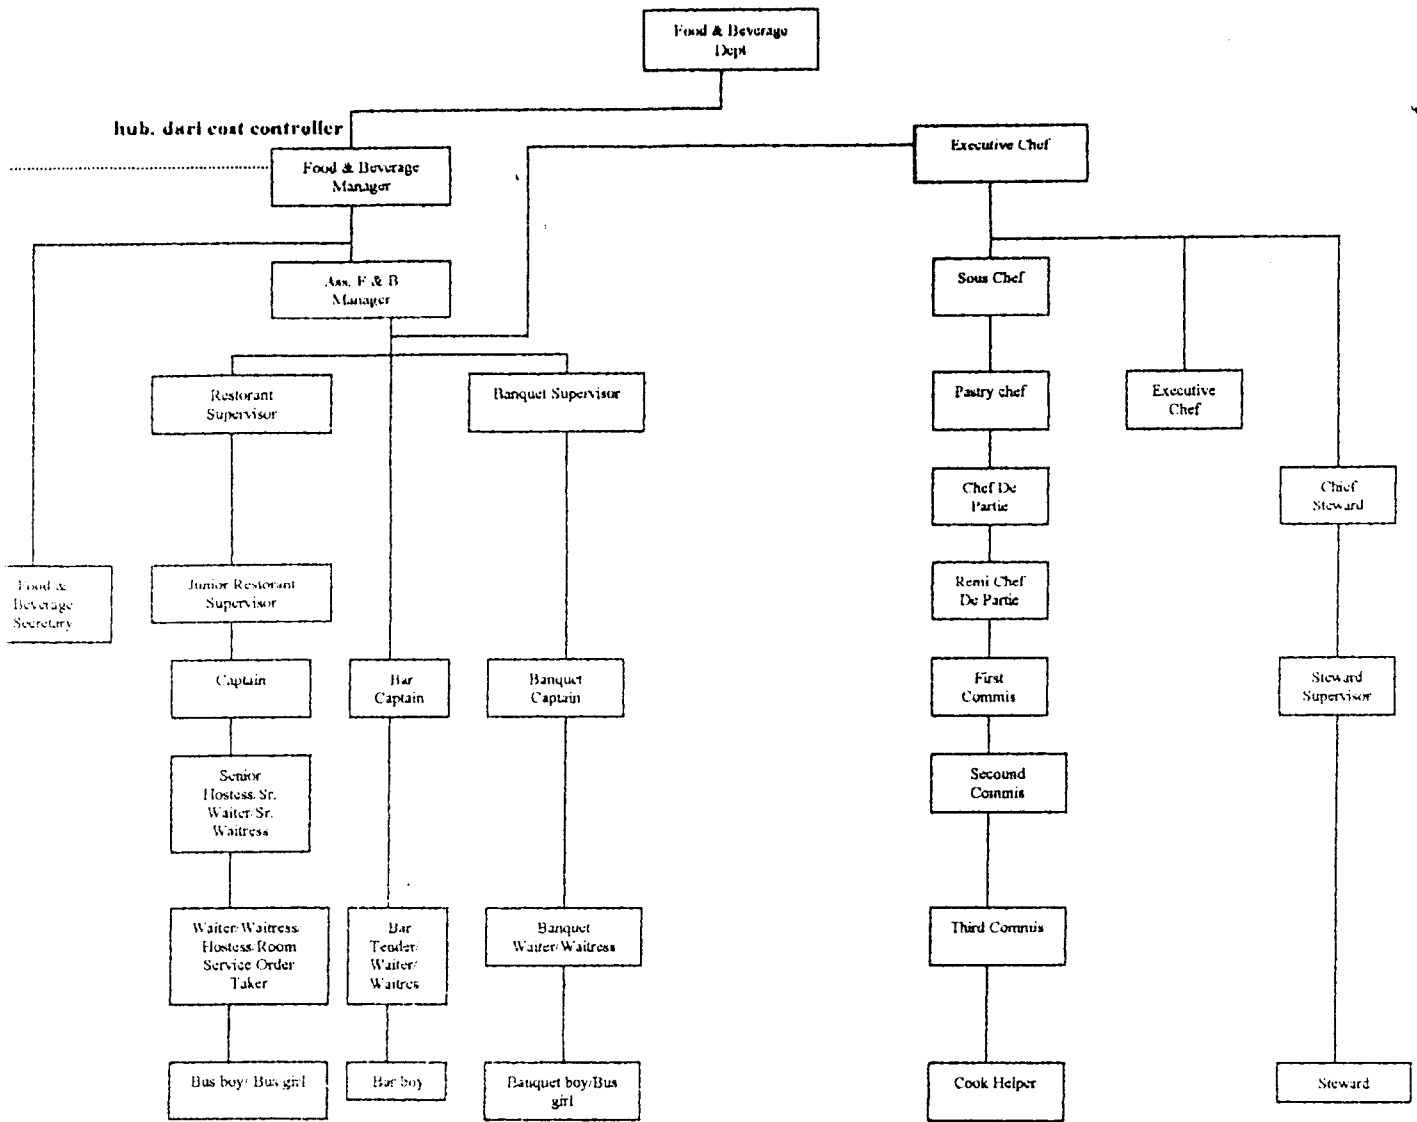 Food & Beverage
Dept
hub. dari cost controller
Food & Beverage
Manager
Executive Chef
Ass. F & B
Manager
Sous Chef
Restorant
Supervisor
Banquet Supervisor
Pastry chef
Executive
Chef
Chef De
Partie
Chief
Steward
Food &
Beverage
Secretary
Junior Restorant
Supervisor
Remi Chef
De Partie
Captain
Bar
Captain
Banquet
Captain
First
Commis
Steward
Supervisor
Senior
Hostess/Sr.
Waiter/Sr.
Waitress
Secound
Commis
Waiter/Waitress/
Hostess/Room
Service Order
Taker
Bar
Tender/
Waiter/
Waitres
Banquet
Waiter/Waitress
Third Commis
Bus boy/ Bus girl
Bar boy
Banquet boy/Bus
girl
Cook Helper
Steward